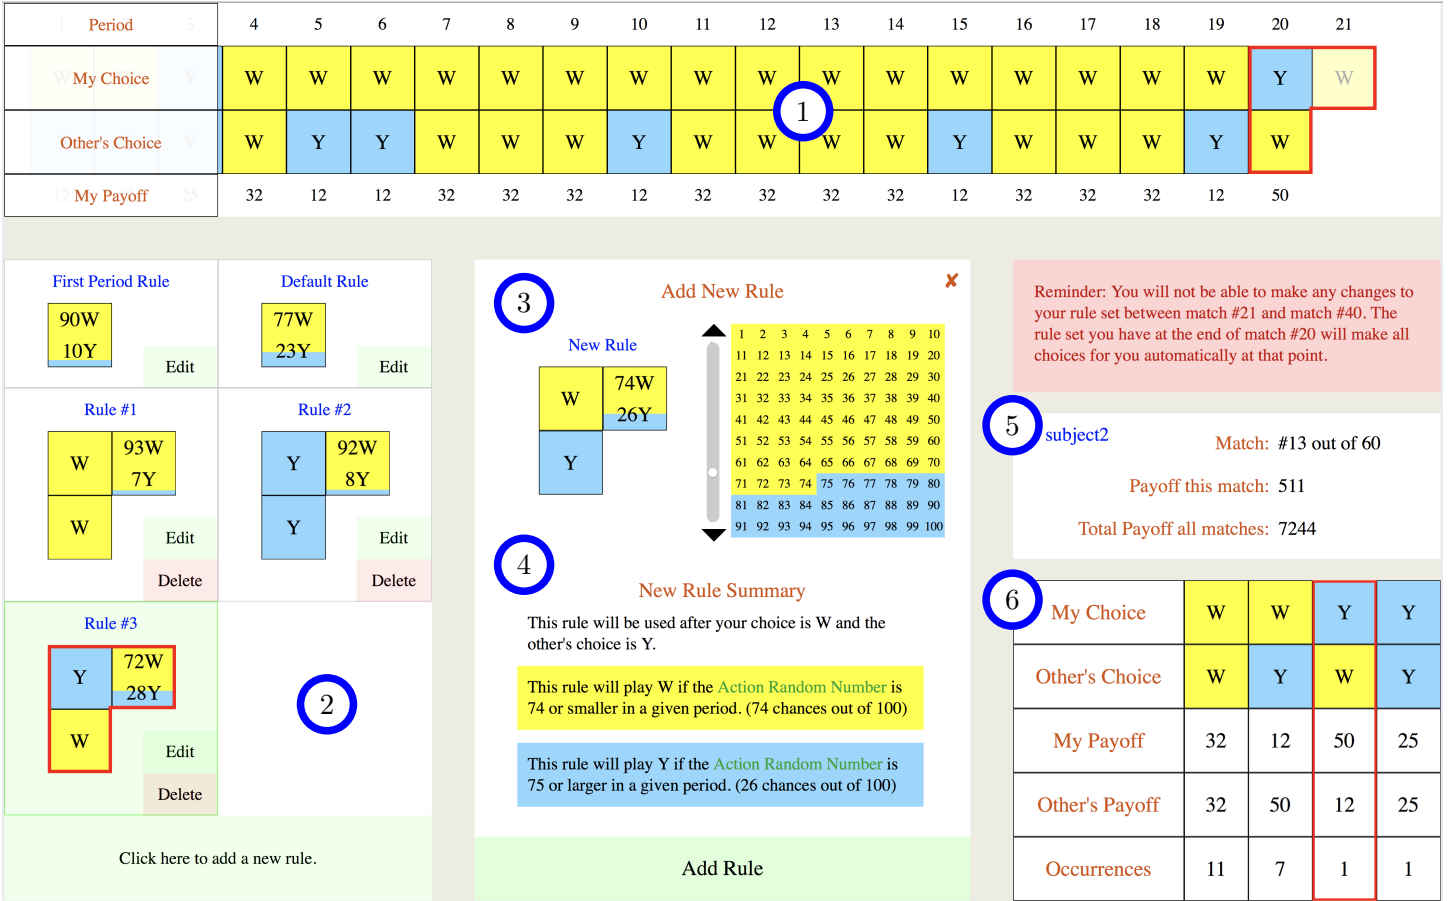 1 3 Period 4 5 6 7 8 9 10 11 12 13 14 15 16 17 18 19 20 21
W Y My Choice W W W W W W W W W W W W W W W W Y W
Y Other's Choice W Y Y W W W Y W W W W Y W W W Y W
12 25 My Payoff 32 12 12 32 32 32 12 32 32 32 32 12 32 32 32 12 50
1
First Period Rule
90W
10Y
Edit
Default Rule
77W
23Y
Edit
Rule #1
W 93W
7Y
W
Edit
Delete
Rule #2
Y 92W
8Y
Y
Edit
Delete
Rule #3
Y 72W
28Y
W
Edit
Delete
2
Click here to add a new rule.
3
Add New Rule
✘
New Rule
W 74W
26Y
Y
1 2 3 4 5 6 7 8 9 10
11 12 13 14 15 16 17 18 19 20
21 22 23 24 25 26 27 28 29 30
31 32 33 34 35 36 37 38 39 40
41 42 43 44 45 46 47 48 49 50
51 52 53 54 55 56 57 58 59 60
61 62 63 64 65 66 67 68 69 70
71 72 73 74 75 76 77 78 79 80
81 82 83 84 85 86 87 88 89 90
91 92 93 94 95 96 97 98 99 100
4
New Rule Summary
This rule will be used after your choice is W and the
other's choice is Y.
This rule will play W if the Action Random Number is
74 or smaller in a given period. (74 chances out of 100)
This rule will play Y if the Action Random Number is
75 or larger in a given period. (26 chances out of 100)
Add Rule
Reminder: You will not be able to make any changes to
your rule set between match #21 and match #40. The
rule set you have at the end of match #20 will make all
choices for you automatically at that point.
5
subject2
Match: #13 out of 60
Payoff this match: 511
Total Payoff all matches: 7244
6
My Choice W W Y Y
Other's Choice W Y W Y
My Payoff 32 12 50 25
Other's Payoff 32 50 12 25
Occurrences 11 7 1 1